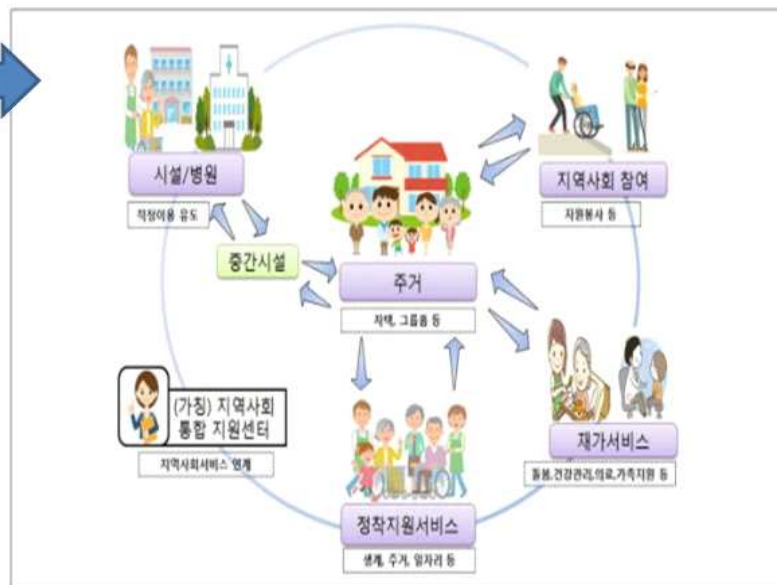 시설/병원
적정이용 유도
중간시설
주거
자택, 그룹홈 등
지역사회 참여
자원봉사 등
(가칭) 지역사회
통합 지원센터
지역사회서비스 연계
정착지원서비스
생계, 주거, 일자리 등
재가서비스
돌봄,건강관리,의료,가족지원 등